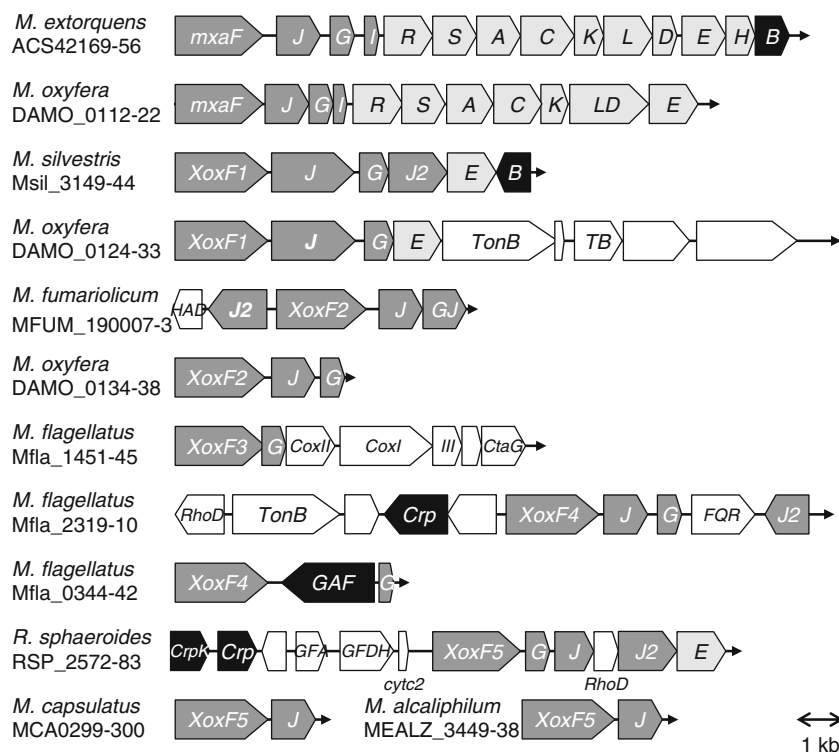 M. extorquens
ACS42169-56
mxaF J G I R S A C K L D E H B
M. oxyfera
DAMO_0112-22
mxaF J G I R S A C K LD E
M. silvestris
Msil_3149-44
XoxF1 J G J2 E B
M. oxyfera
DAMO_0124-33
XoxF1 J G E TonB TB
M. fumariolicum
MFUM_190007-3
HAD J2 XoxF2 J GJ
M. oxyfera
DAMO_0134-38
XoxF2 J G
M. flagellatus
Mfla_1451-45
XoxF3 G CoxII CoxI III CtaG
M. flagellatus
Mfla_2319-10
RhoD TonB Crp XoxF4 J G FQR J2
M. flagellatus
Mfla_0344-42
XoxF4 GAF G
R. sphaeroides
RSP_2572-83
CrpK Crp GFA GFDH XoxF5 G J J2 E
cytc2 RhoD
M. capsulatus
MCA0299-300
XoxF5 J
M. alcaliphilum
MEALZ_3449-38
XoxF5 J
1 kb